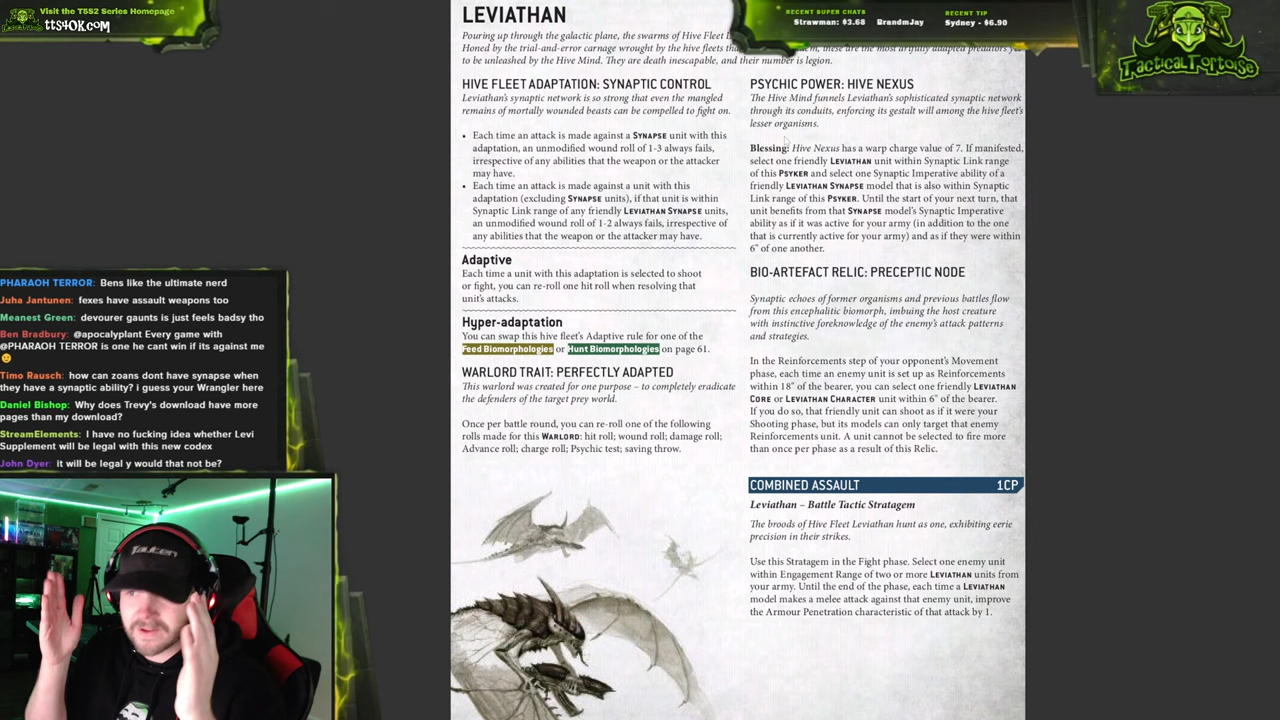 Visit the T5S2 Series Homepage
tts40k.com
RECENT SUPER CHATS
Strawman: $3.68 BrandmJay
RECENT TIP
Sydney - $6.90
TacticalTortoise
LEVIATHAN
Pouring up through the galactic plane, the swarms of Hive Fleet
Honed by the trial-and-error carnage wrought by the hive fleets these are the most artfully adapted predators
to be unleashed by the Hive Mind. They are death inescapable, and their number is legion.
HIVE FLEET ADAPTATION: SYNAPTIC CONTROL
Leviathan's synaptic network is so strong that even the mangled
remains of mortally wounded beasts can be compelled to fight on.
• Each time an attack is made against a SYNAPSE unit with this
adaptation, an unmodified wound roll of 1-3 always fails,
irrespective of any abilities that the weapon or the attacker
may have.
• Each time an attack is made against a unit with this
adaptation (excluding SYNAPSE units), if that unit is within
Synaptic Link range of any friendly LEVIATHAN SYNAPSE units,
an unmodified wound roll of 1-2 always fails, irrespective of
any abilities that the weapon or the attacker may have.
Adaptive
Each time a unit with this adaptation is selected to shoot
or fight, you can re-roll one hit roll when resolving that
unit's attacks.
Hyper-adaptation
You can swap this hive fleet's Adaptive rule for one of the
Feed Biomorphologies or Hunt Biomorphologies on page 61.
WARLORD TRAIT: PERFECTLY ADAPTED
This warlord was created for one purpose – to completely eradicate
the defenders of the target prey world.
Once per battle round, you can re-roll one of the following
rolls made for this WARLORD: hit roll; wound roll; damage roll;
Advance roll; charge roll; Psychic test; saving throw.
PSYCHIC POWER: HIVE NEXUS
The Hive Mind funnels Leviathan's sophisticated synaptic network
through its conduits, enforcing its gestalt will among the hive fleet's
lesser organisms.
Blessing: Hive Nexus has a warp charge value of 7. If manifested,
select one friendly LEVIATHAN unit within Synaptic Link range
of this PSYKER and select one Synaptic Imperative ability of a
friendly LEVIATHAN SYNAPSE model that is also within Synaptic
Link range of this PSYKER. Until the start of your next turn, that
unit benefits from that SYNAPSE model's Synaptic Imperative
ability as if it was active for your army (in addition to the one
that is currently active for your army) and as if they were within
6" of one another.
BIO-ARTEFACT RELIC: PRECEPTIC NODE
Synaptic echoes of former organisms and previous battles flow
from this encephalitic biomorph, imbuing the host creature
with instinctive foreknowledge of the enemy's attack patterns
and strategies.
In the Reinforcements step of your opponent's Movement
phase, each time an enemy unit is set up as Reinforcements
within 18" of the bearer, you can select one friendly LEVIATHAN
CORE or LEVIATHAN CHARACTER unit within 6" of the bearer.
If you do so, that friendly unit can shoot as if it were your
Shooting phase, but its models can only target that enemy
Reinforcements unit. A unit cannot be selected to fire more
than once per phase as a result of this Relic.
COMBINED ASSAULT 1CP
Leviathan – Battle Tactic Stratagem
The broods of Hive Fleet Leviathan hunt as one, exhibiting eerie
precision in their strikes.
Use this Stratagem in the Fight phase. Select one enemy unit
within Engagement Range of two or more LEVIATHAN units from
your army. Until the end of the phase, each time a LEVIATHAN
model makes a melee attack against that enemy unit, improve
the Armour Penetration characteristic of that attack by 1.
PHARAOH TERROR: Bens like the ultimate nerd
Juha Jantunen: fexes have assault weapons too
Meanest Green: devourer gaunts is just feels badsy tho
Ben Bradbury: @apocalyplant Every game with
@PHARAOH TERROR is one he cant win if its against me
Timo Rausch: how can zoans dont have synapse when
they have a synaptic ability? i guess your Wrangler here
Daniel Bishop: Why does Trevy's download have more
pages than my download?
StreamElements: I have no fucking idea whether Levi
Supplement will be legal with this new codex
John Dyer: it will be legal y would that not be?